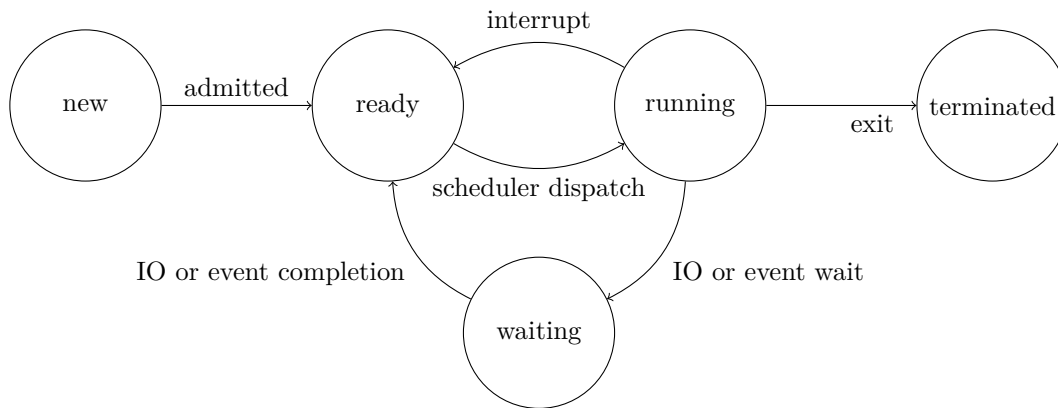 interrupt
new
admitted
ready
running
exit
terminated
scheduler dispatch
IO or event completion
IO or event wait
waiting